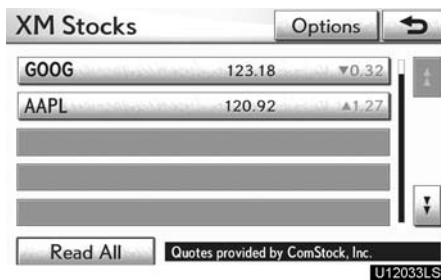 XM Stocks Options
GOOG 123.18 ▼0.32
AAPL 120.92 ▲1.27
Read All Quotes provided by ComStock, Inc.
U12033LS